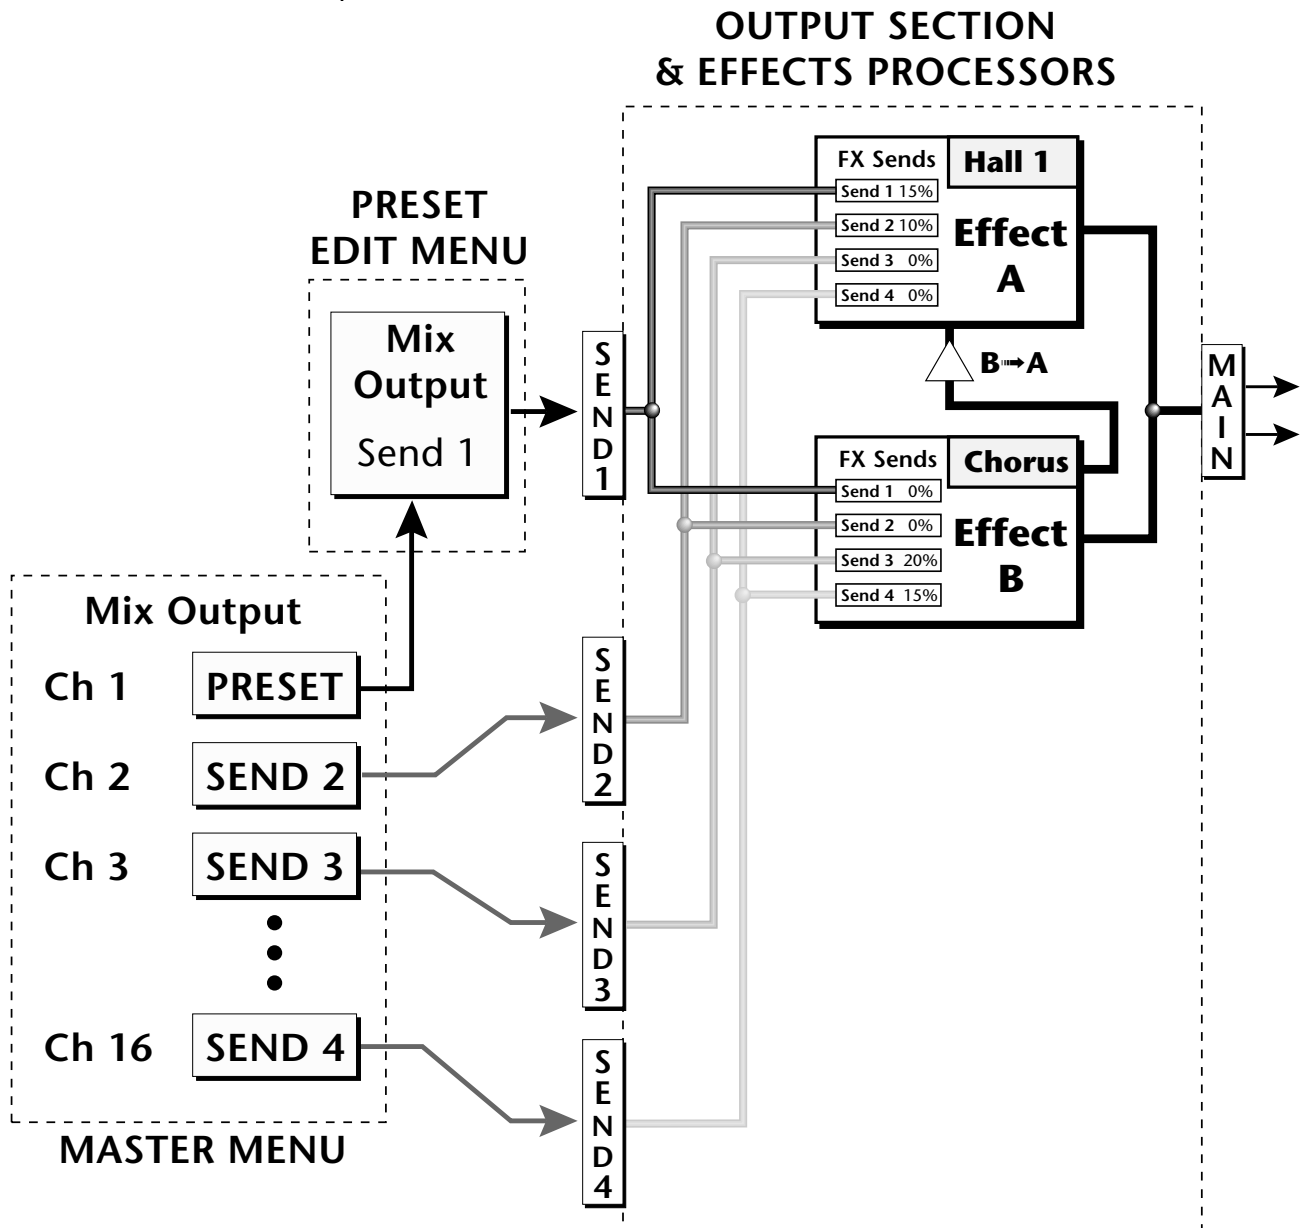 OUTPUT SECTION
& EFFECTS PROCESSORS
PRESET
EDIT MENU
Mix
Output
Send 1
FX Sends
Hall 1
Send 1 15%
Send 2 10%
Send 3 0%
Send 4 0%
Effect
A
B➟A
FX Sends
Chorus
Send 1 0%
Send 2 0%
Send 3 20%
Send 4 15%
Effect
B
SEND1
SEND2
SEND3
SEND4
MAIN
Mix Output
Ch 1 PRESET
Ch 2 SEND 2
Ch 3 SEND 3
Ch 16 SEND 4
MASTER MENU